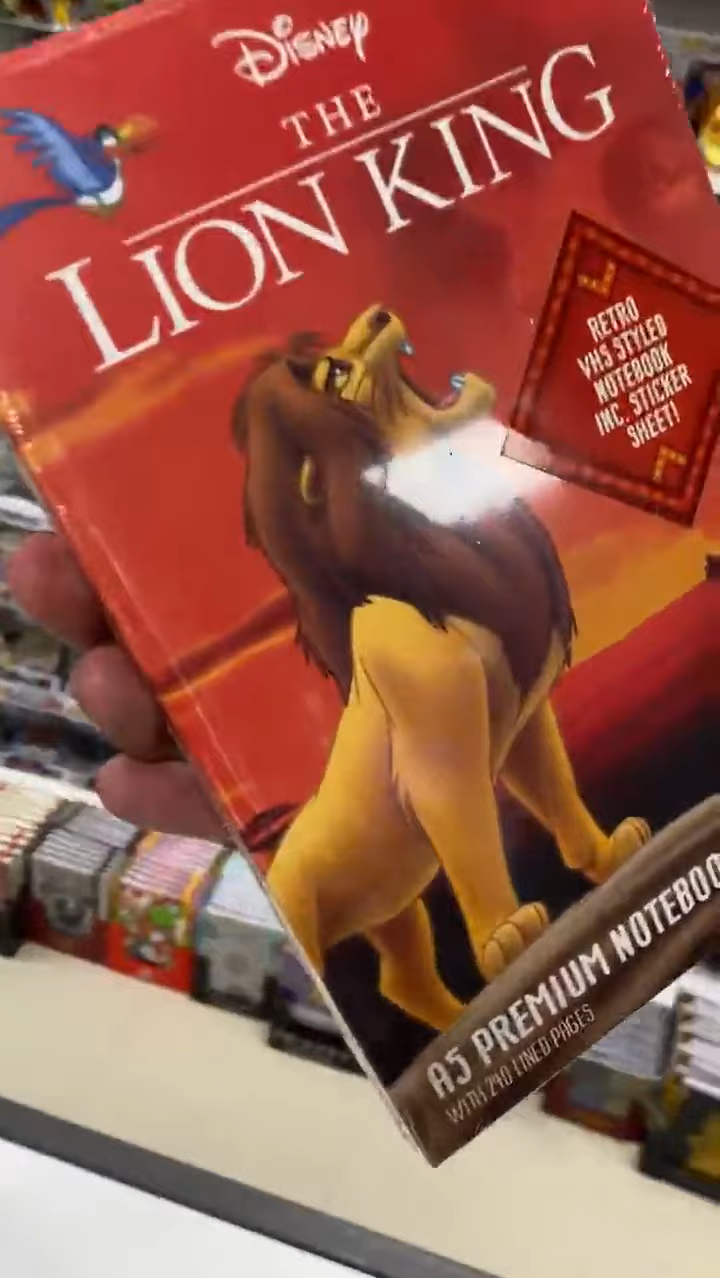 Disney
THE
LION KING
RETRO
VHS STYLED
NOTEBOOK
INC. STICKER
SHEET!
A5 PREMIUM NOTEBOO
WITH 240 LINED PAGES